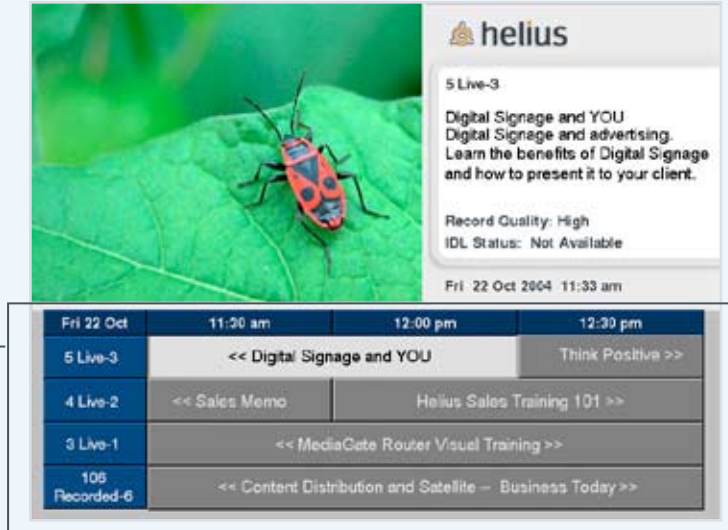 helius
5 Live-3
Digital Signage and YOU
Digital Signage and advertising.
Learn the benefits of Digital Signage
and how to present it to your client.
Record Quality: High
IDL Status: Not Available
Fri 22 Oct 2004 11:33 am
Fri 22 Oct 11:30 am 12:00 pm 12:30 pm
5 Live-3 << Digital Signage and YOU Think Positive >>
4 Live-2 << Sales Memo Helius Sales Training 101 >>
3 Live-1 << MediaGate Router Visual Training >>
106
Recorded-6 << Content Distribution and Satellite – Business Today >>